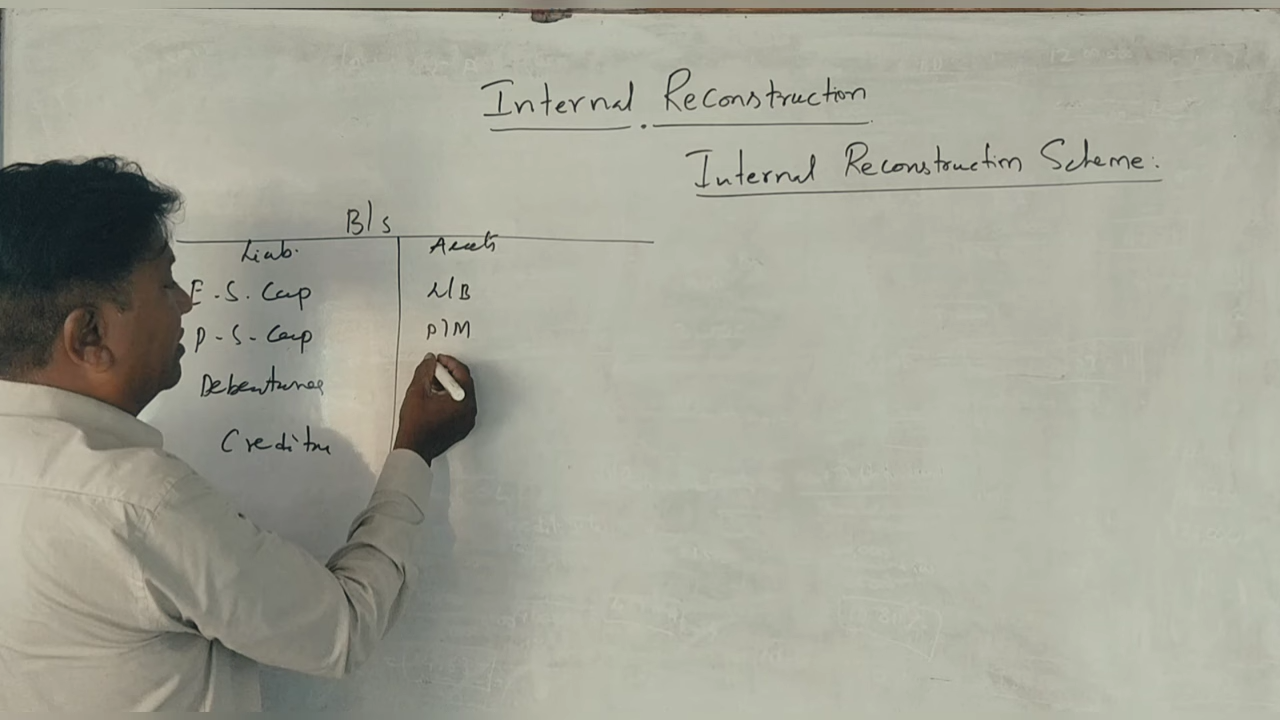 Internal Reconstruction
Internal Reconstruction Scheme:
B/S
Liab. Assets
E.S. Cap L/B
P-S-Cap P/M
Debentures
Creditors